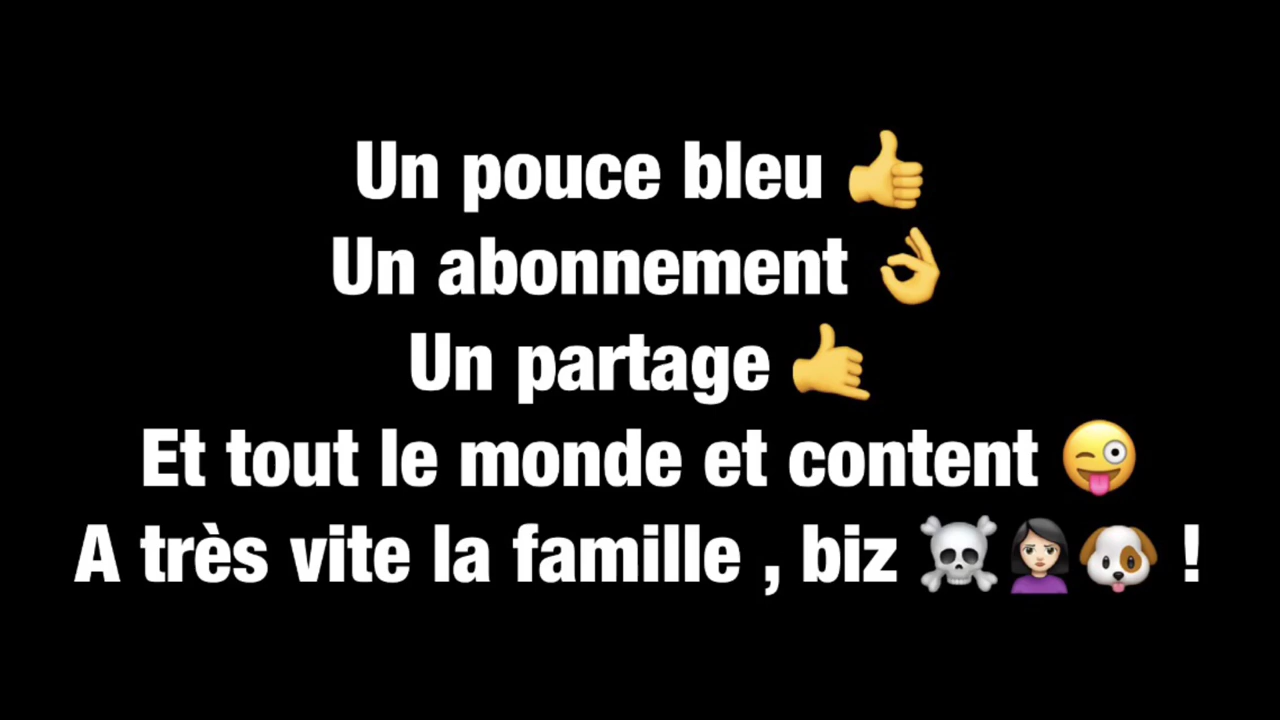 Un pouce bleu 👍
Un abonnement 👌
Un partage 🤙
Et tout le monde et content 😜
A très vite la famille , biz ☠️🙎🏻‍♀️🐶 !